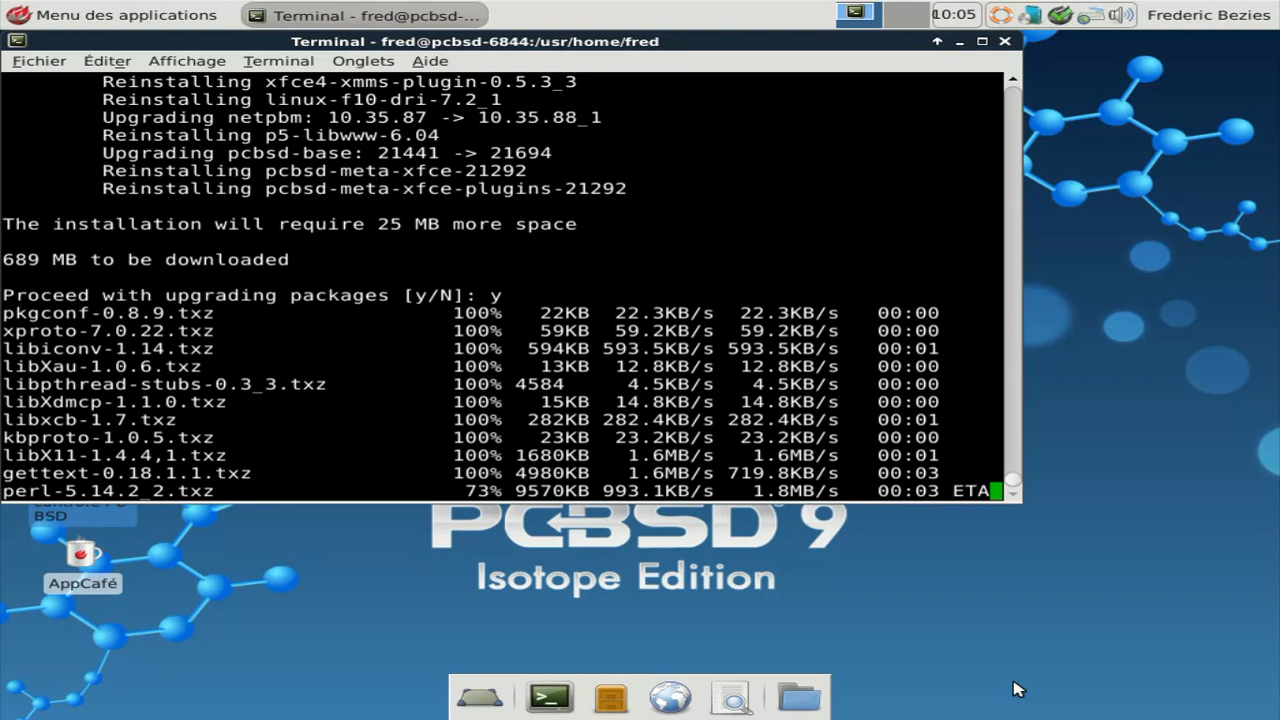 Menu des applications
Terminal - fred@pcbsd-...
10:05
Frederic Bezies
Terminal - fred@pcbsd-6844:/usr/home/fred
Fichier Éditer Affichage Terminal Onglets Aide
Reinstalling xfce4-xmms-plugin-0.5.3_3
Reinstalling linux-f10-dri-7.2_1
Upgrading netpbm: 10.35.87 -> 10.35.88_1
Reinstalling p5-libwww-6.04
Upgrading pcbsd-base: 21441 -> 21694
Reinstalling pcbsd-meta-xfce-21292
Reinstalling pcbsd-meta-xfce-plugins-21292
The installation will require 25 MB more space
689 MB to be downloaded
Proceed with upgrading packages [y/N]: y
pkgconf-0.8.9.txz 100% 22KB 22.3KB/s 22.3KB/s 00:00
xproto-7.0.22.txz 100% 59KB 59.2KB/s 59.2KB/s 00:00
libiconv-1.14.txz 100% 594KB 593.5KB/s 593.5KB/s 00:01
libXau-1.0.6.txz 100% 13KB 12.8KB/s 12.8KB/s 00:00
libpthread-stubs-0.3_3.txz 100% 4584 4.5KB/s 4.5KB/s 00:00
libXdmcp-1.1.0.txz 100% 15KB 14.8KB/s 14.8KB/s 00:00
libxcb-1.7.txz 100% 282KB 282.4KB/s 282.4KB/s 00:01
kbproto-1.0.5.txz 100% 23KB 23.2KB/s 23.2KB/s 00:00
libX11-1.4.4,1.txz 100% 1680KB 1.6MB/s 1.6MB/s 00:01
gettext-0.18.1.1.txz 100% 4980KB 1.6MB/s 719.8KB/s 00:03
perl-5.14.2_2.txz 73% 9570KB 993.1KB/s 1.8MB/s 00:03 ETA
BSD
AppCafé
PCBSD® 9
Isotope Edition